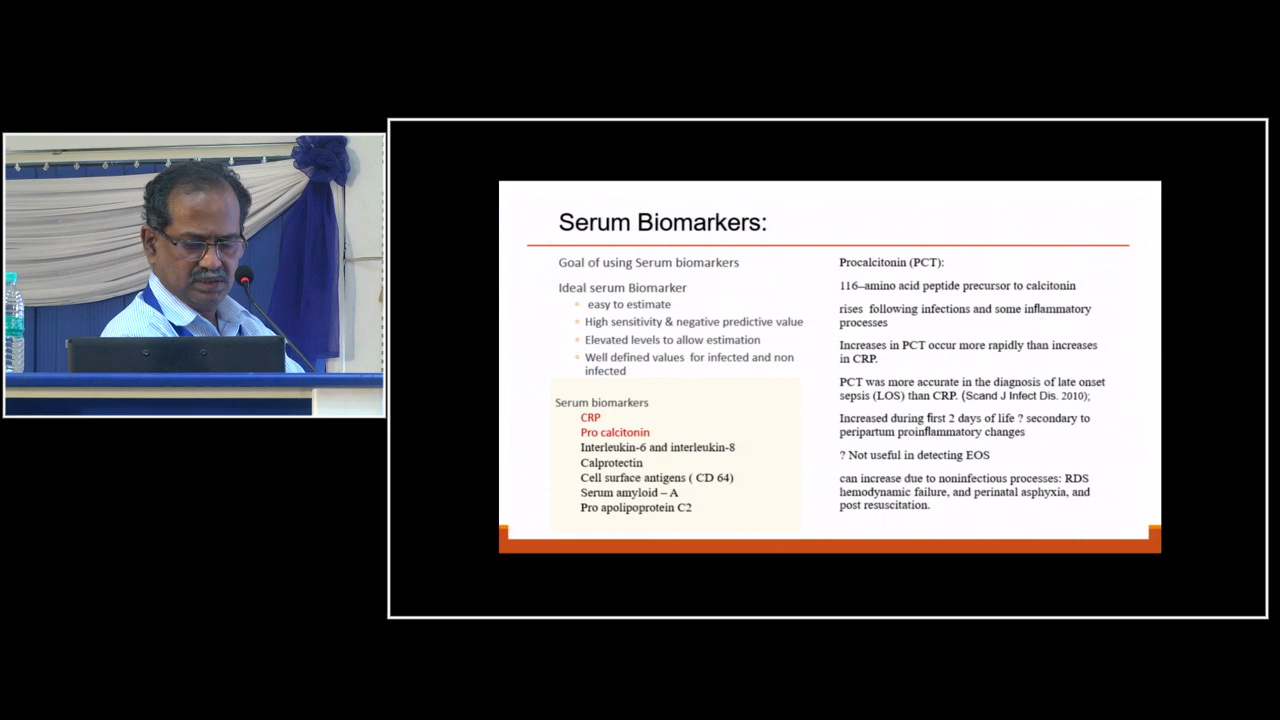 Serum Biomarkers:
Goal of using Serum biomarkers
Ideal serum Biomarker
easy to estimate
High sensitivity & negative predictive value
Elevated levels to allow estimation
Well defined values for infected and non
infected
Serum biomarkers
CRP
Pro calcitonin
Interleukin-6 and interleukin-8
Calprotectin
Cell surface antigens ( CD 64)
Serum amyloid – A
Pro apolipoprotein C2
Procalcitonin (PCT):
116–amino acid peptide precursor to calcitonin
rises following infections and some inflammatory
processes
Increases in PCT occur more rapidly than increases
in CRP.
PCT was more accurate in the diagnosis of late onset
sepsis (LOS) than CRP. (Scand J Infect Dis. 2010);
Increased during first 2 days of life ? secondary to
peripartum proinflammatory changes
? Not useful in detecting EOS
can increase due to noninfectious processes: RDS
hemodynamic failure, and perinatal asphyxia, and
post resuscitation.